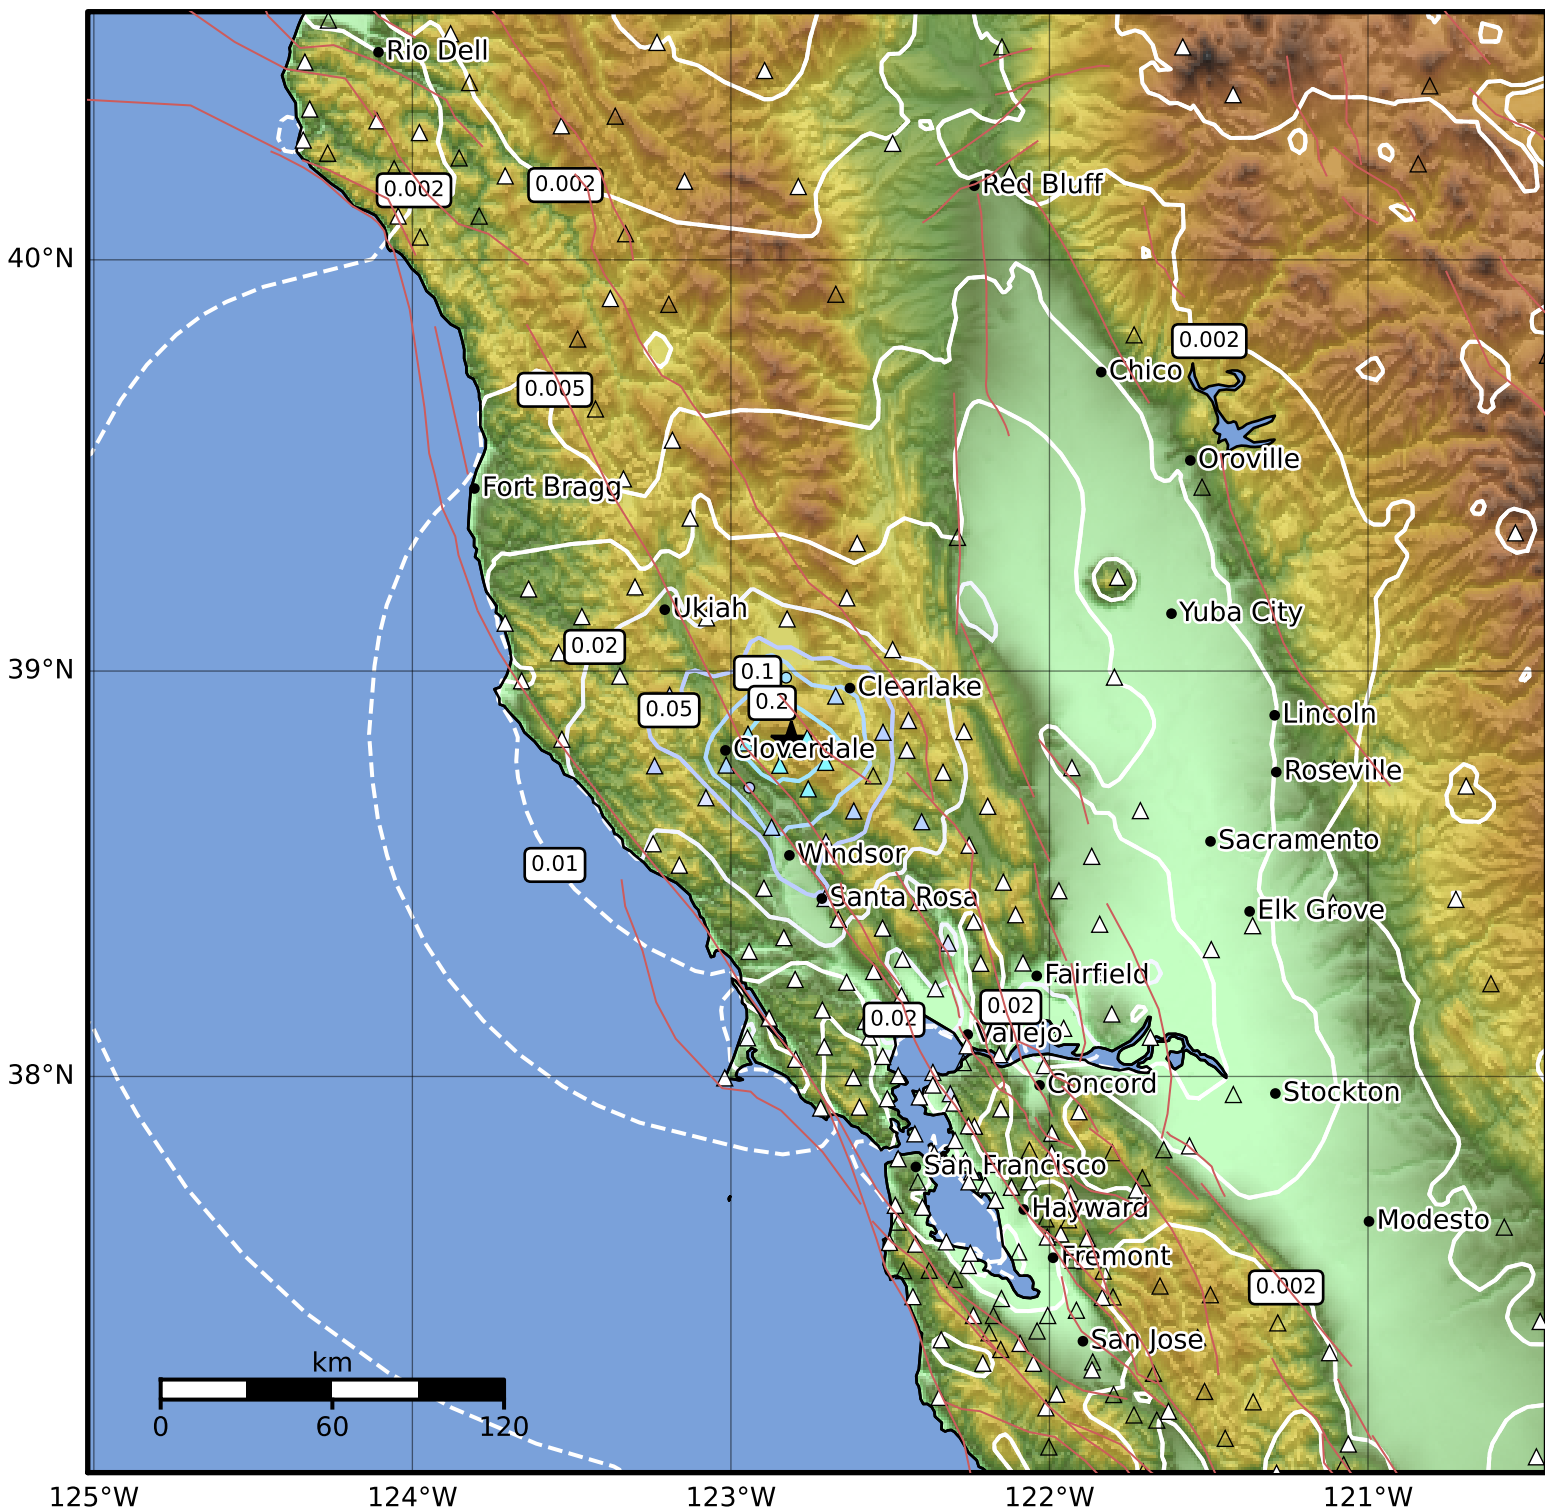 Rio Dell
0.002
0.002
Red Bluff
40°N
0.002
Chico
0.005
Oroville
Fort Bragg
Ukiah
Yuba City
0.02
39°N
0.1
Clearlake
0.2
0.05
Lincoln
Cloverdale
Roseville
Sacramento
0.01
Windsor
Santa Rosa
Elk Grove
Fairfield
0.02
0.02
Vallejo
38°N
Concord
Stockton
San Francisco
Hayward
Modesto
Fremont
0.002
San Jose
km
0 60 120
125°W 124°W 123°W 122°W 121°W